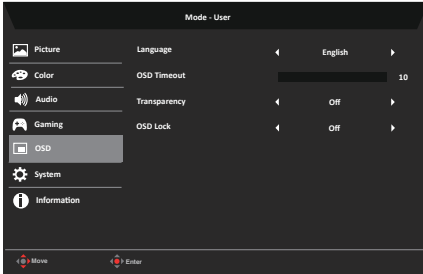 Mode - User
Picture
Color
Audio
Gaming
OSD
System
Information
Language English
OSD Timeout 10
Transparency Off
OSD Lock Off
Move Enter